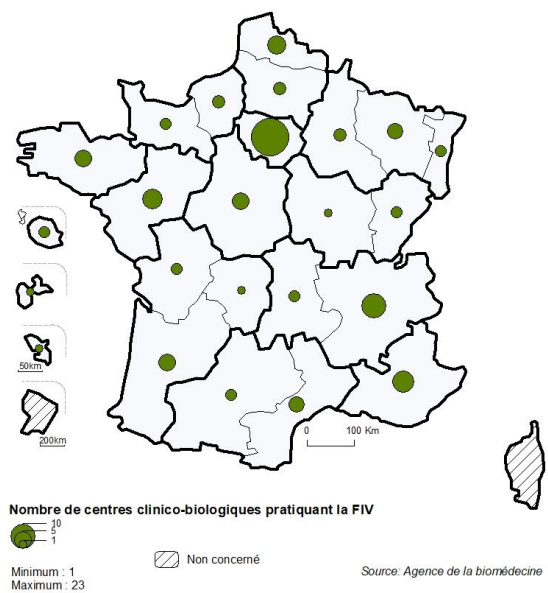 50km
200km
0 100 Km
Nombre de centres clinico-biologiques pratiquant la FIV
10
5
1
Non concerné
Minimum : 1
Maximum : 23
Source: Agence de la biomédecine